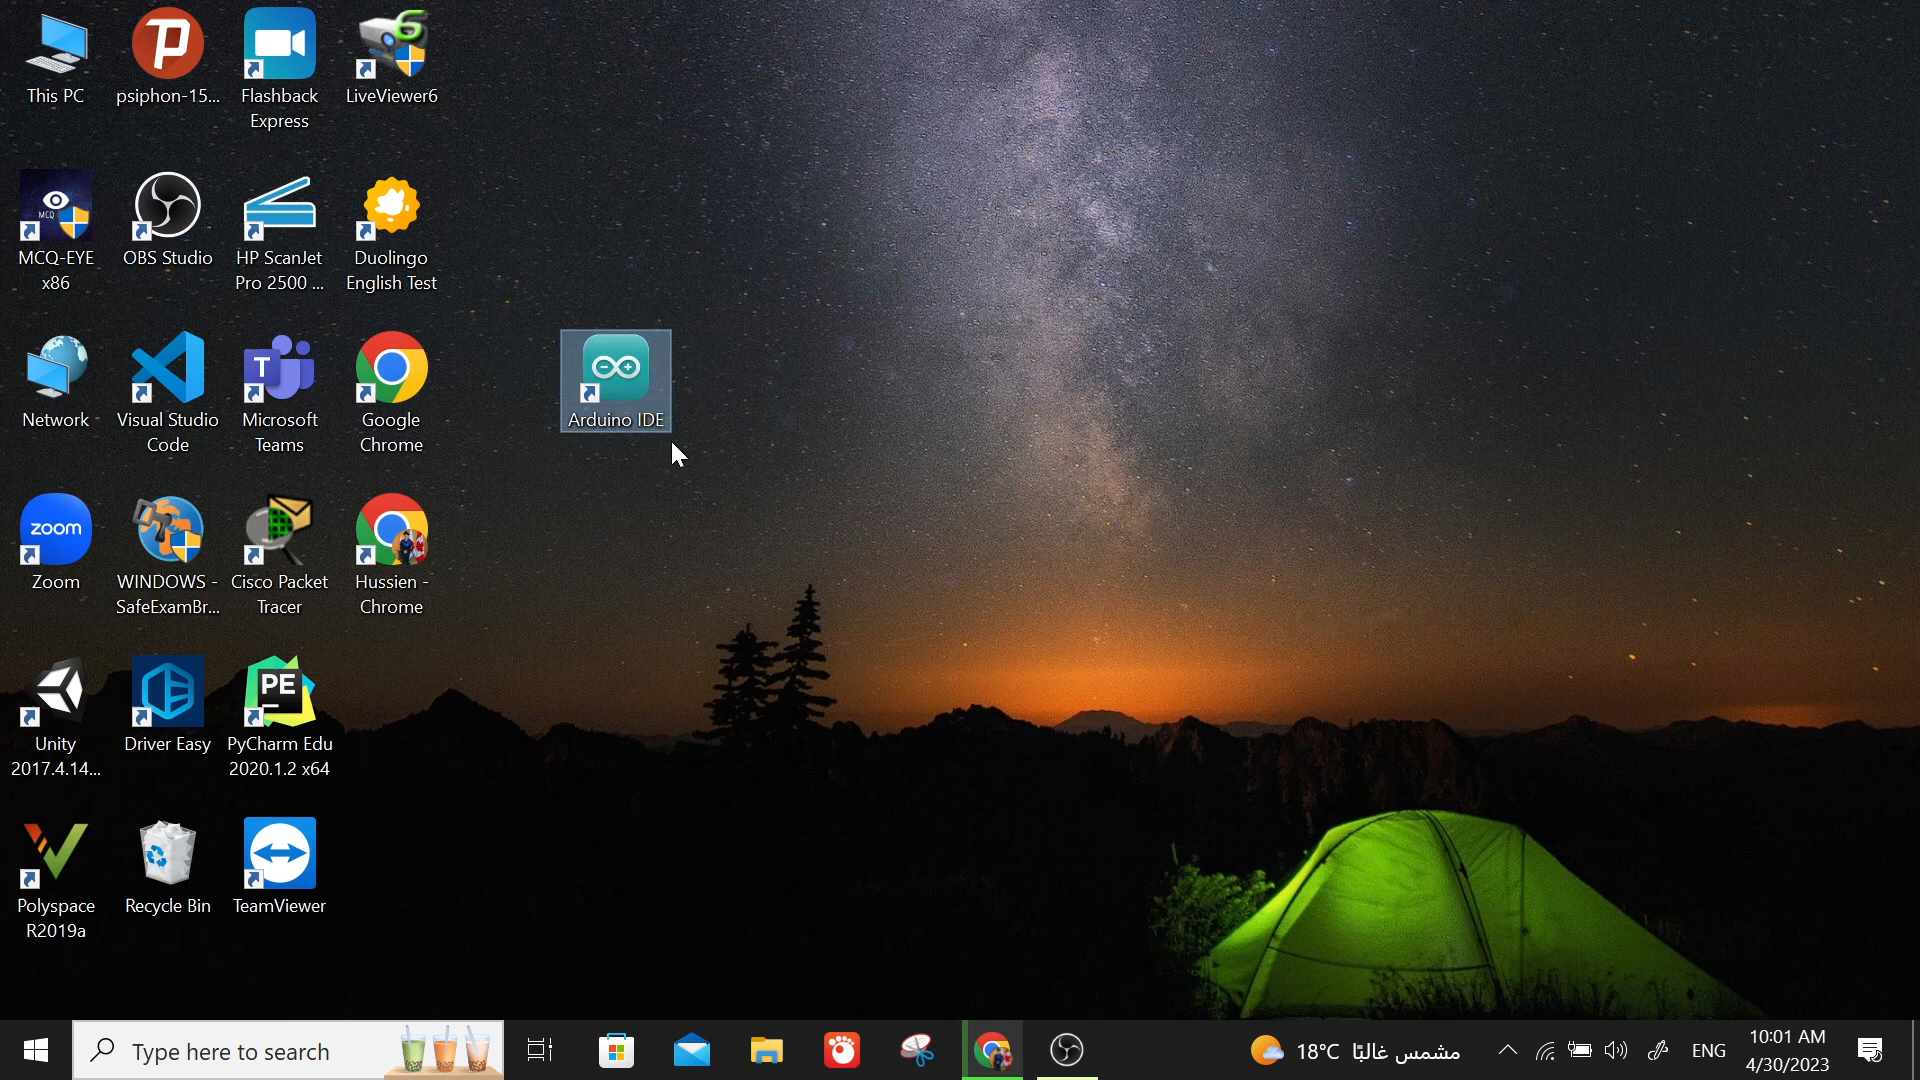 This PC
psiphon-15...
Flashback
Express
LiveViewer6
MCQ-EYE
x86
OBS Studio
HP ScanJet
Pro 2500 ...
Duolingo
English Test
Network
Visual Studio
Code
Microsoft
Teams
Google
Chrome
Arduino IDE
zoom
Zoom
WINDOWS -
SafeExamBr...
Cisco Packet
Tracer
Hussien -
Chrome
Unity
2017.4.14...
Driver Easy
PE
PyCharm Edu
2020.1.2 x64
Polyspace
R2019a
Recycle Bin
TeamViewer
Type here to search
18°C مشمس غالبًا
ENG
10:01 AM
4/30/2023